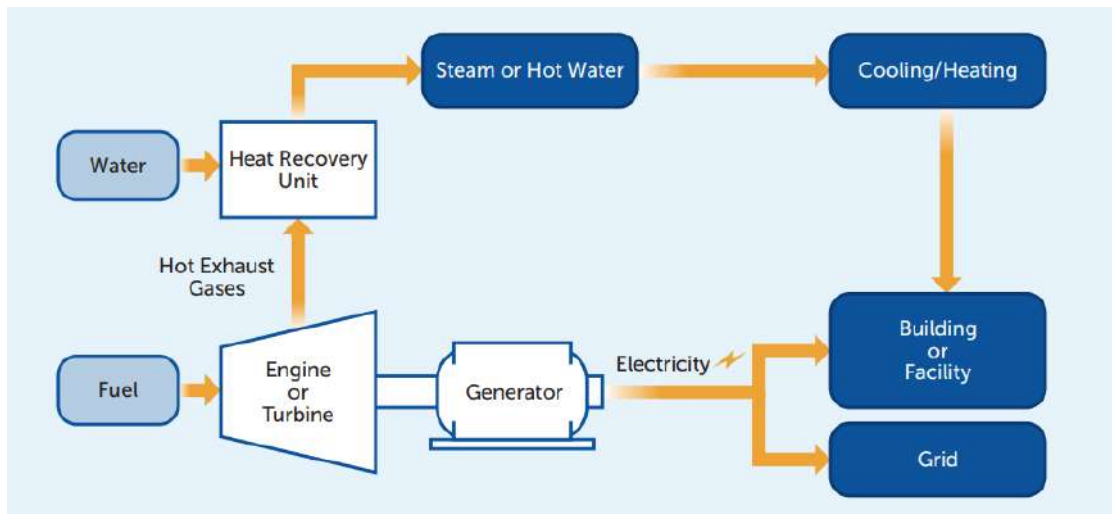 Steam or Hot Water
Cooling/Heating
Water
Heat Recovery
Unit
Hot Exhaust
Gases
Fuel
Engine
or
Turbine
Generator
Electricity
Building
or
Facility
Grid